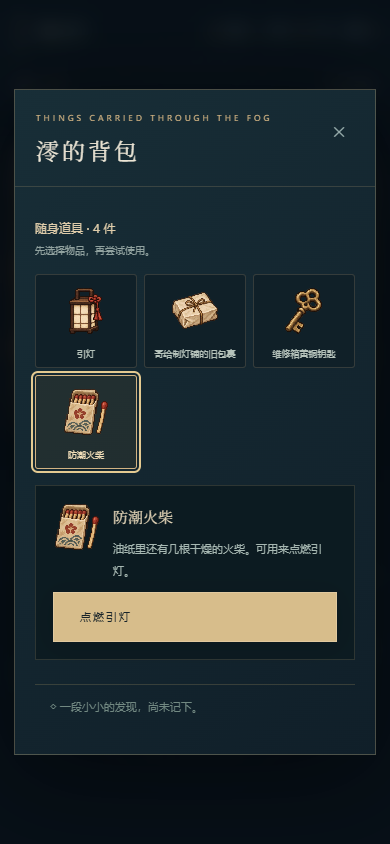 THINGS CARRIED THROUGH THE FOG
澪的背包
随身道具 · 4 件
先选择物品，再尝试使用。
引灯
寄给制灯铺的旧包裹
维修箱黄铜钥匙
防潮火柴
防潮火柴
油纸里还有几根干燥的火柴。可用来点燃引
灯。
点燃引灯
一段小小的发现，尚未记下。